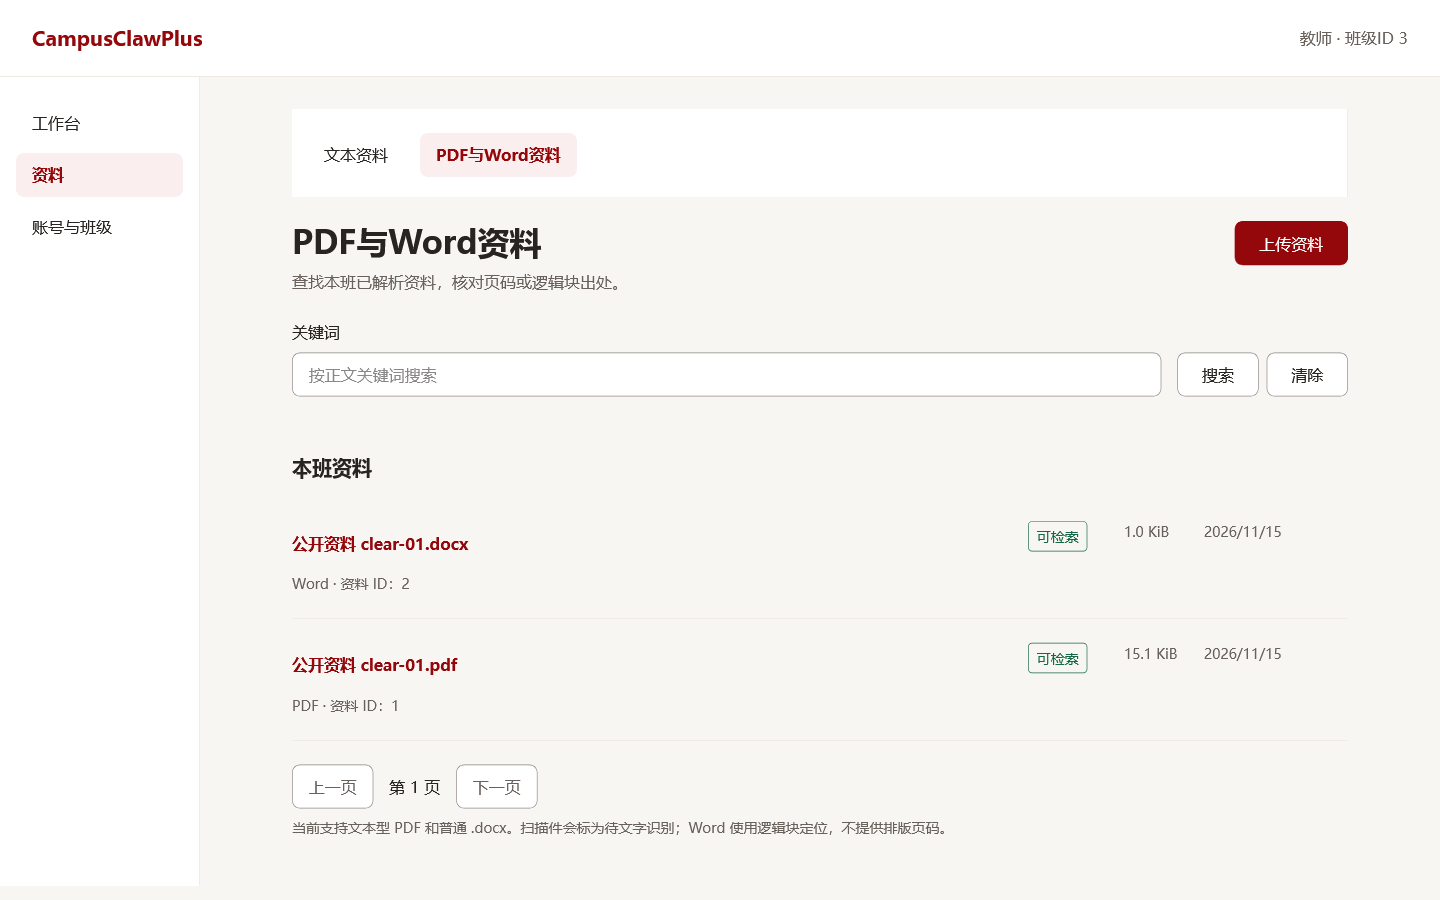 CampusClawPlus
教师 · 班级ID 3
工作台
资料
账号与班级
文本资料
PDF与Word资料
PDF与Word资料
上传资料
查找本班已解析资料，核对页码或逻辑块出处。
关键词
按正文关键词搜索
搜索
清除
本班资料
公开资料 clear-01.docx
可检索
1.0 KiB
2026/11/15
Word · 资料 ID：2
公开资料 clear-01.pdf
可检索
15.1 KiB
2026/11/15
PDF · 资料 ID：1
上一页
第 1 页
下一页
当前支持文本型 PDF 和普通 .docx。扫描件会标为待文字识别；Word 使用逻辑块定位，不提供排版页码。